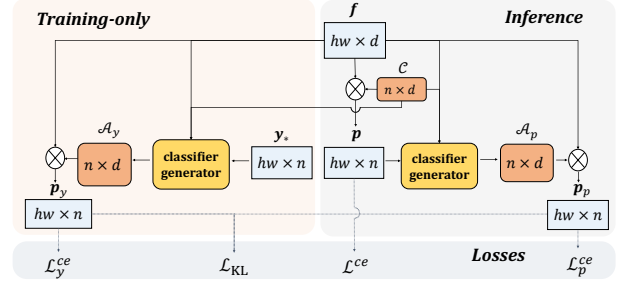 Training-only
f
Inference
hw × d
C
n × d
A_y
y_*
p
A_p
n × d
classifier
generator
hw × n
hw × n
classifier
generator
n × d
p_y
p_p
hw × n
hw × n
Losses
L_y^{ce}
L_KL
L^{ce}
L_p^{ce}